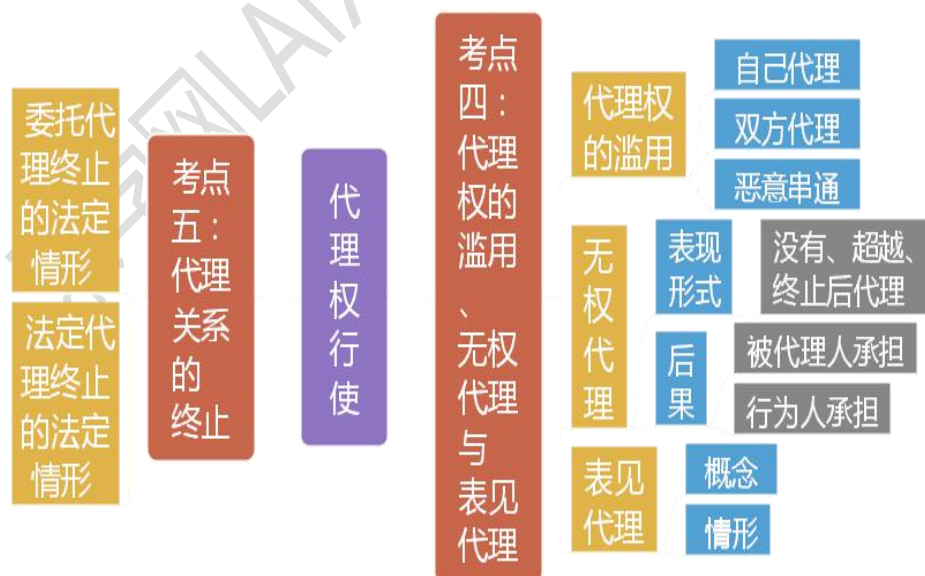 委托代
理终止
的法定
情形
法定代
理终止
的法定
情形
考点
五：
代理
关系
的
终止
代
理
权
行
使
考点
四：
代理
权的
滥用
、
无权
代理
与
表见
代理
代理权
的滥用
自己代理
双方代理
恶意串通
无
权
代
理
表现
形式
没有、超越、
终止后代理
后
果
被代理人承担
行为人承担
表见
代理
概念
情形